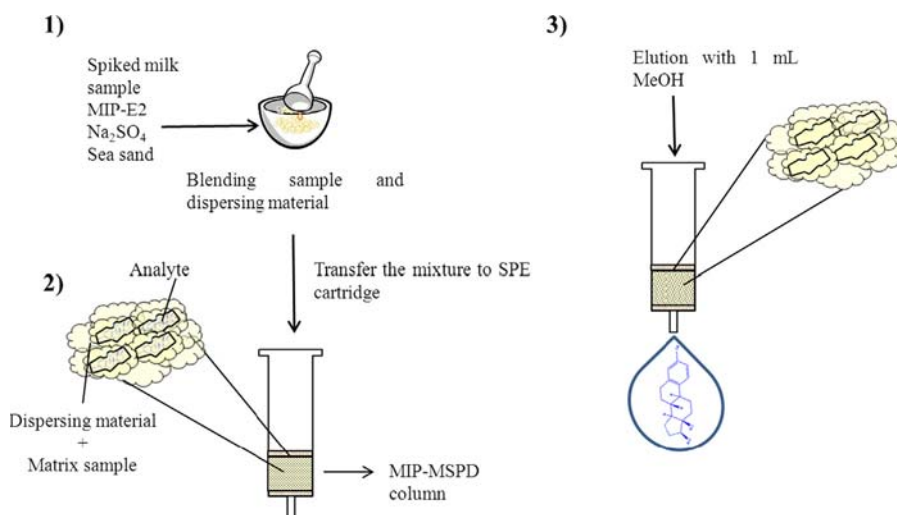 1)
Spiked milk
sample
MIP-E2
Na₂SO₄
Sea sand
Blending sample and
dispersing material
Transfer the mixture to SPE
cartridge
2)
Analyte
Dispersing material
+
Matrix sample
MIP-MSPD
column
3)
Elution with 1 mL
MeOH